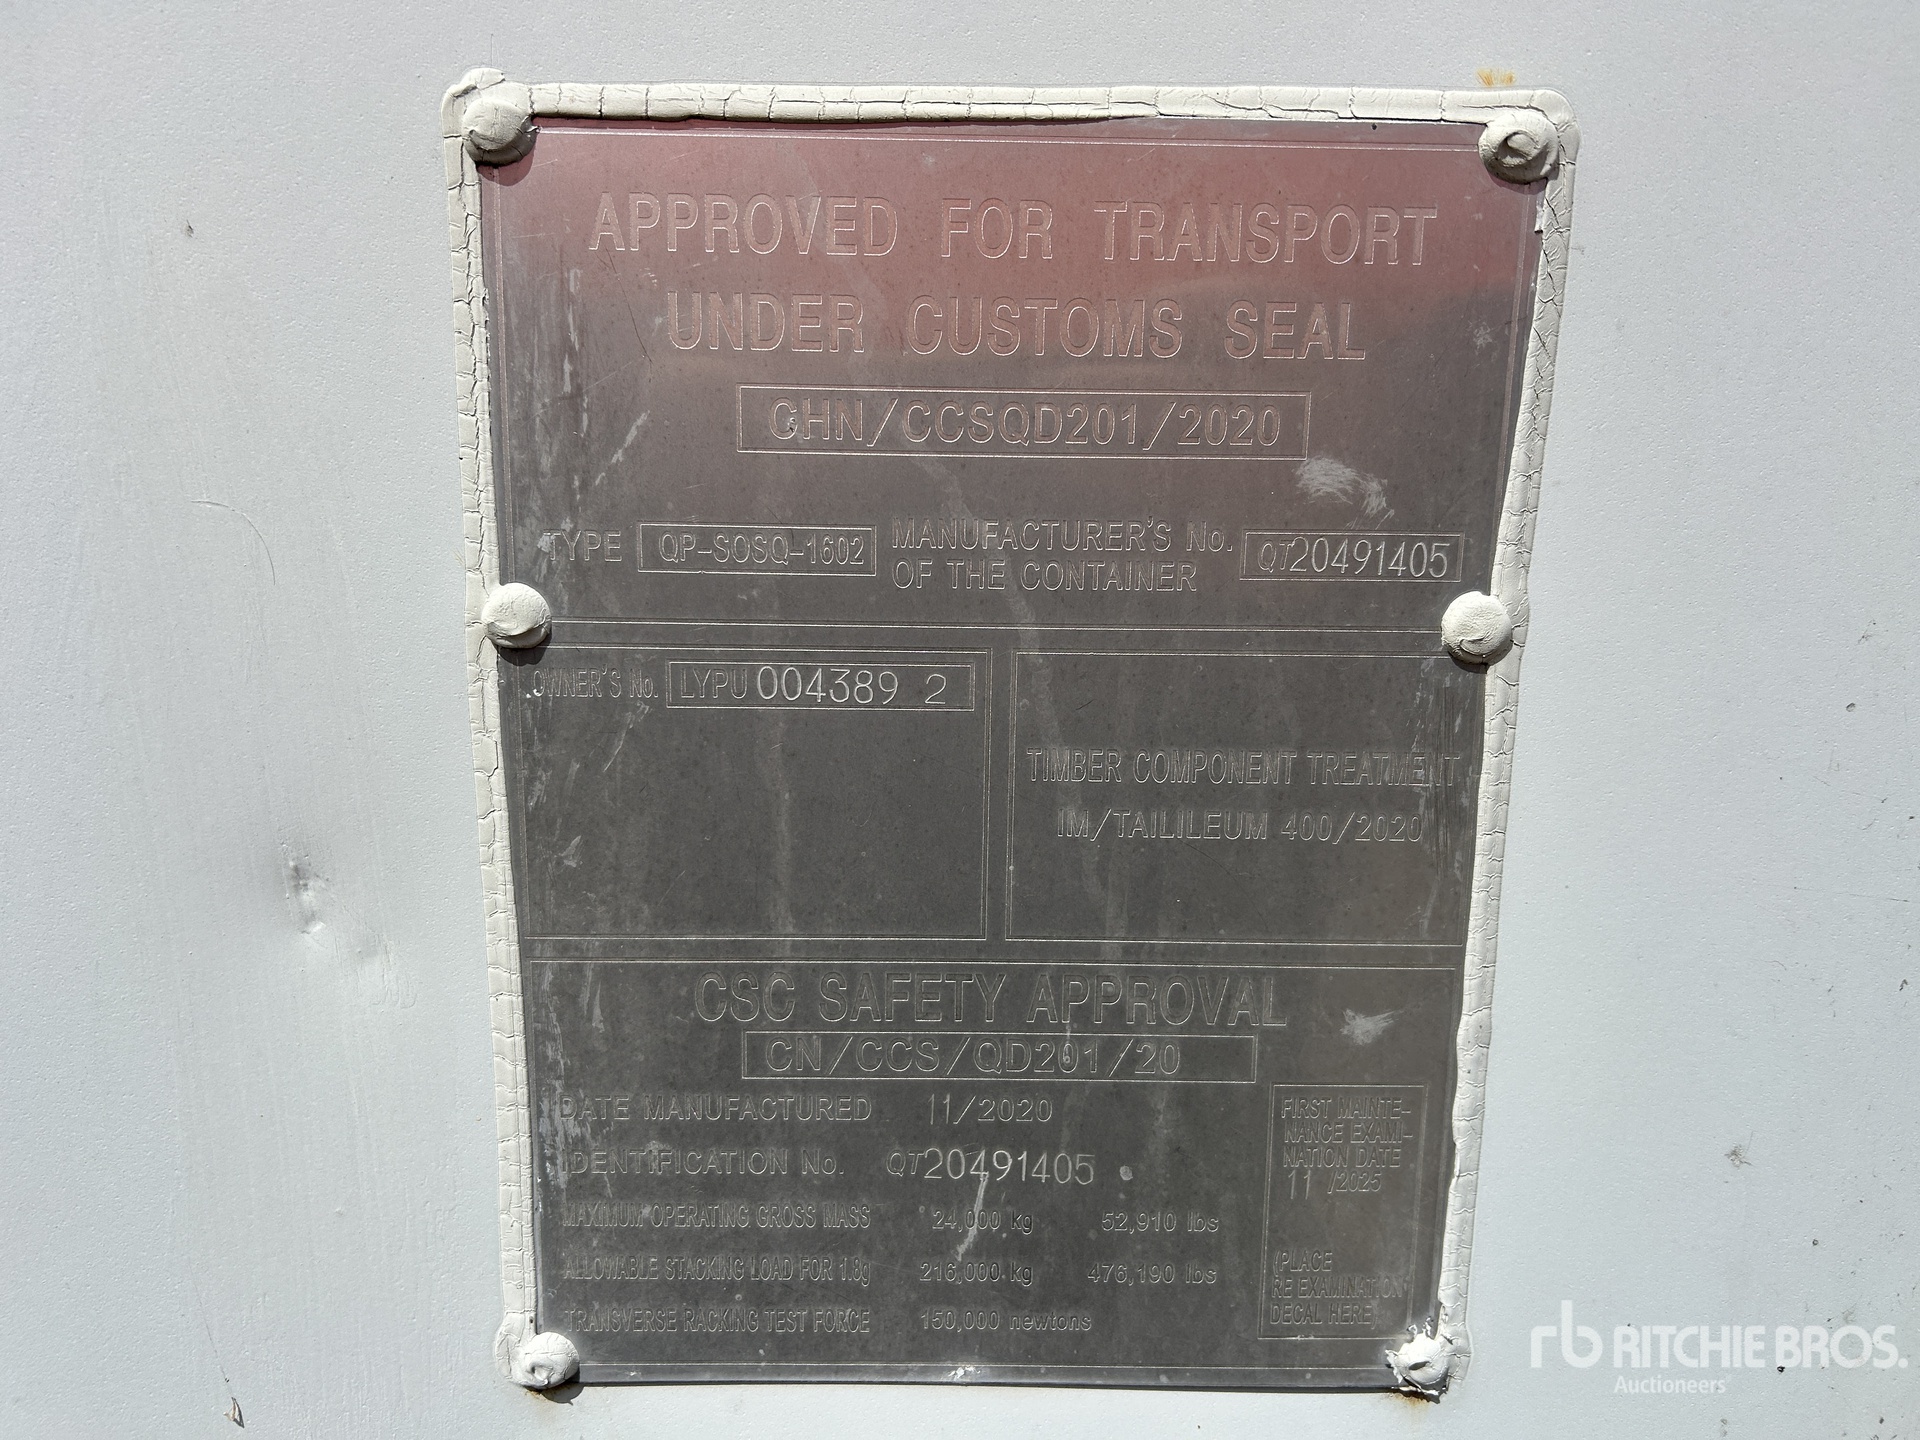 APPROVED FOR TRANSPORT
UNDER CUSTOMS SEAL
CHN/CCSQD201/2020
TYPE QP-SOSQ-1602 MANUFACTURER'S No. OF THE CONTAINER QT20491405
OWNER'S No. LYPU 004389 2
TIMBER COMPONENT TREATMENT
IM/TAILILEUM 400/2020
CSC SAFETY APPROVAL
CN/CCS/QD201/20
DATE MANUFACTURED 11/2020
IDENTIFICATION No. QT20491405
MAXIMUM OPERATING GROSS MASS 24,000 kg 52,910 lbs
ALLOWABLE STACKING LOAD FOR 1.8g 216,000 kg 476,190 lbs
TRANSVERSE RACKING TEST FORCE 150,000 newtons
FIRST MAINTE-
NANCE EXAMI-
NATION DATE
11 /2025
(PLACE
RE EXAMINATION
DECAL HERE)
rb RITCHIE BROS.
Auctioneers